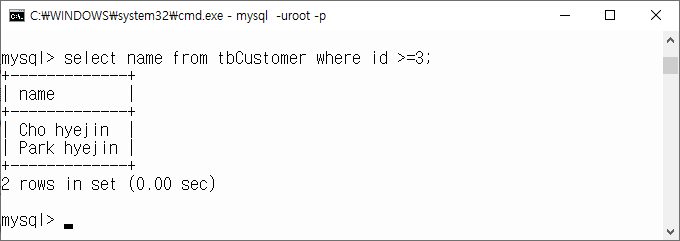 C:₩WINDOWS₩system32₩cmd.exe - mysql  -uroot -p
mysql> select name from tbCustomer where id >=3;
+-------------+
| name        |
+-------------+
| Cho hyejin  |
| Park hyejin |
+-------------+
2 rows in set (0.00 sec)
mysql>